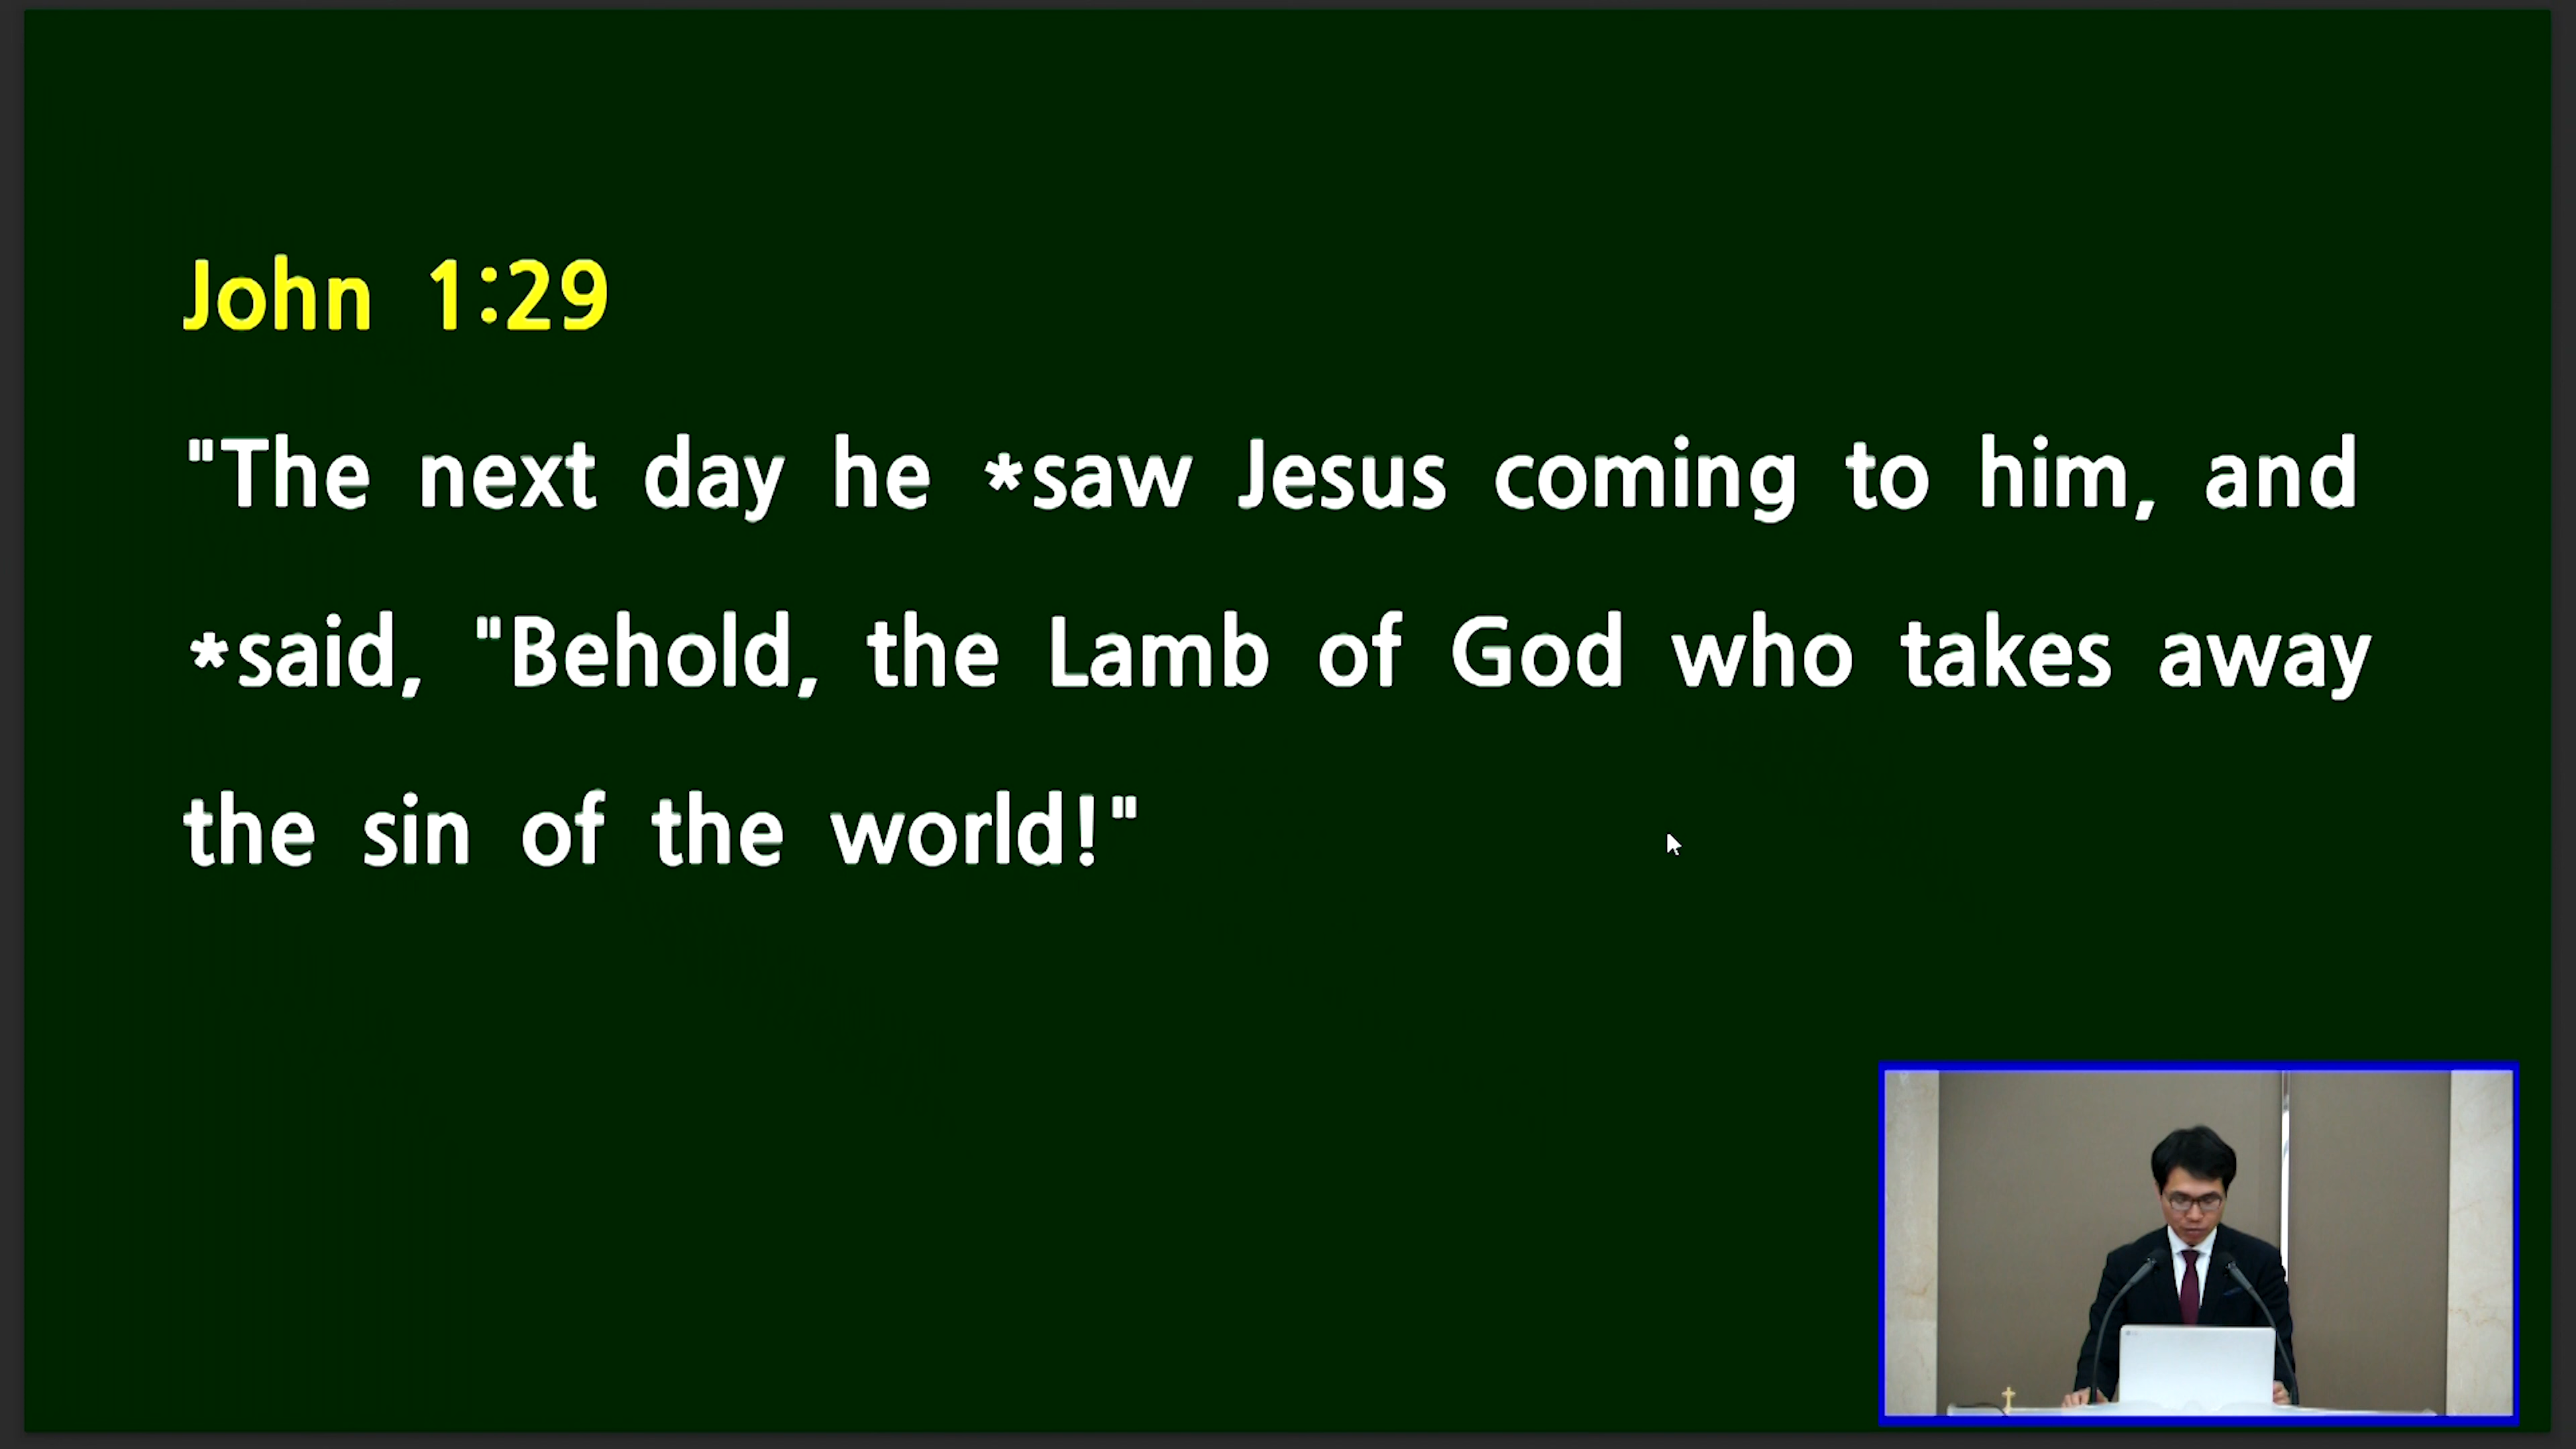 John 1:29
"The next day he *saw Jesus coming to him, and
*said, "Behold, the Lamb of God who takes away
the sin of the world!"